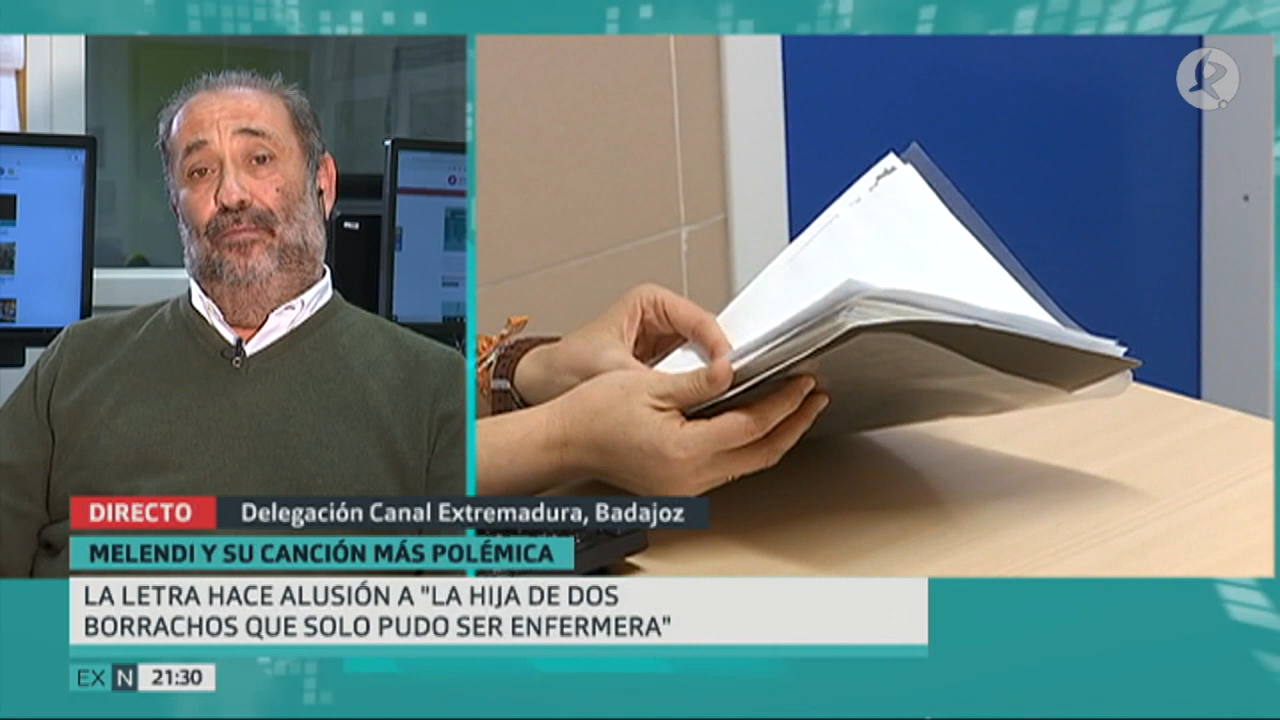 DIRECTO
Delegación Canal Extremadura, Badajoz
MELENDI Y SU CANCIÓN MÁS POLÉMICA
LA LETRA HACE ALUSIÓN A "LA HIJA DE DOS
BORRACHOS QUE SOLO PUDO SER ENFERMERA"
EX N 21:30